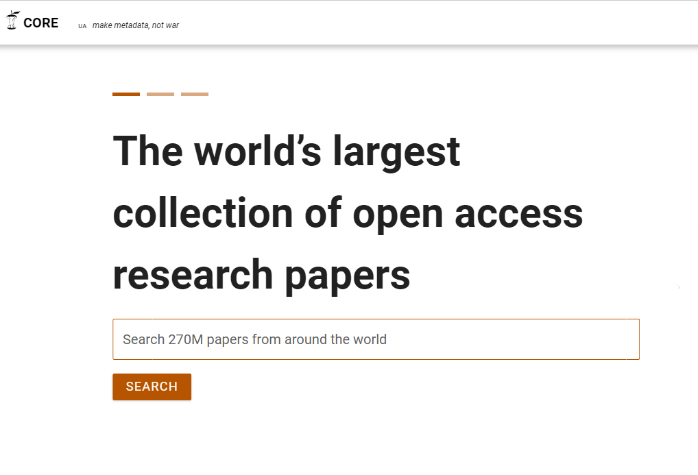 CORE
UA make metadata, not war
The world’s largest
collection of open access
research papers
Search 270M papers from around the world
SEARCH